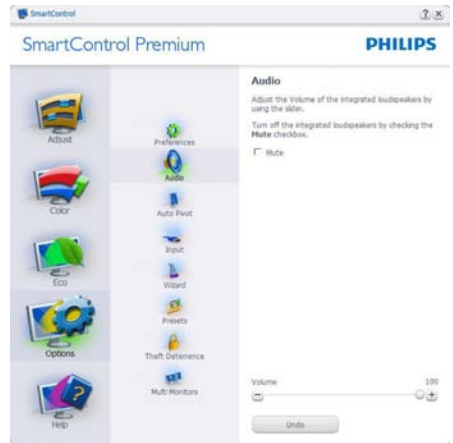 SmartControl
SmartControl Premium
PHILIPS
Adjust
Color
Eco
Options
Help
Preferences
Audio
Auto Pivot
Input
Wizard
Presets
Theft Deterrence
Multi Monitors
Audio
Adjust the Volume of the integrated loudspeakers by
using the slider.
Turn off the integrated loudspeakers by checking the
Mute checkbox.
Mute
Volume
100
Undo